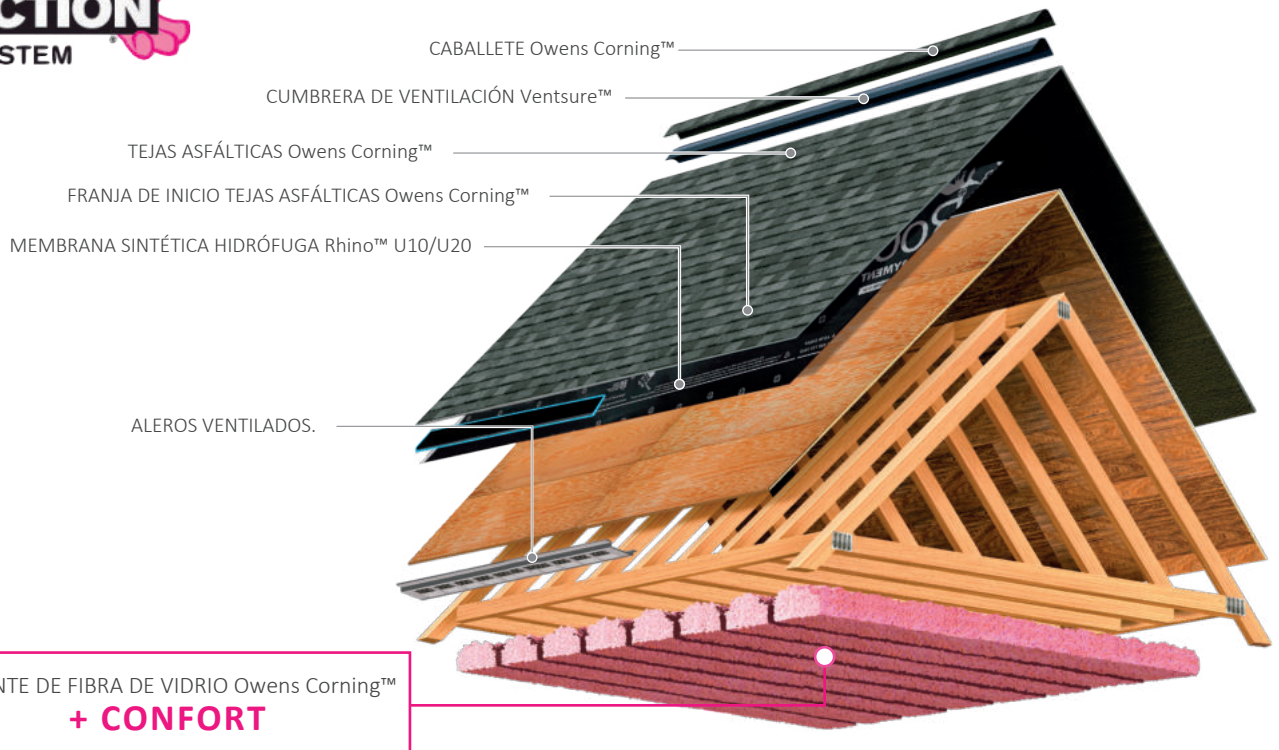 CTION
STEM
CABALLETE Owens Corning™
CUMBRERA DE VENTILACIÓN Ventsure™
TEJAS ASFÁLTICAS Owens Corning™
FRANJA DE INICIO TEJAS ASFÁLTICAS Owens Corning™
MEMBRANA SINTÉTICA HIDRÓFUGA Rhino™ U10/U20
ALEROS VENTILADOS.
NTE DE FIBRA DE VIDRIO Owens Corning™
+ CONFORT